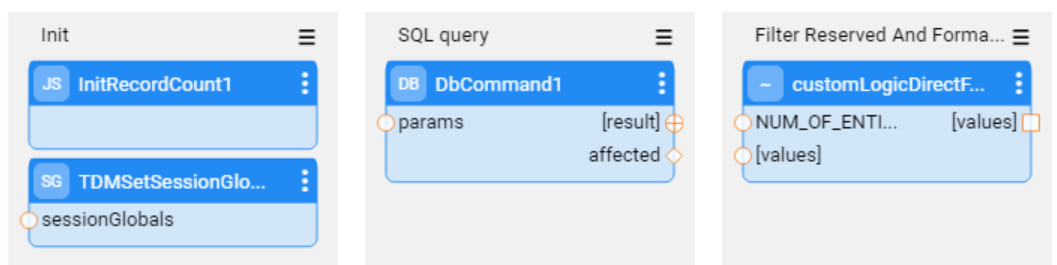 Init
JS InitRecordCount1
SG TDMSetSessionGlo...
sessionGlobals
SQL query
DB DbCommand1
params [result]
affected
Filter Reserved And Forma...
~ customLogicDirectF...
NUM_OF_ENTI... [values]
[values]